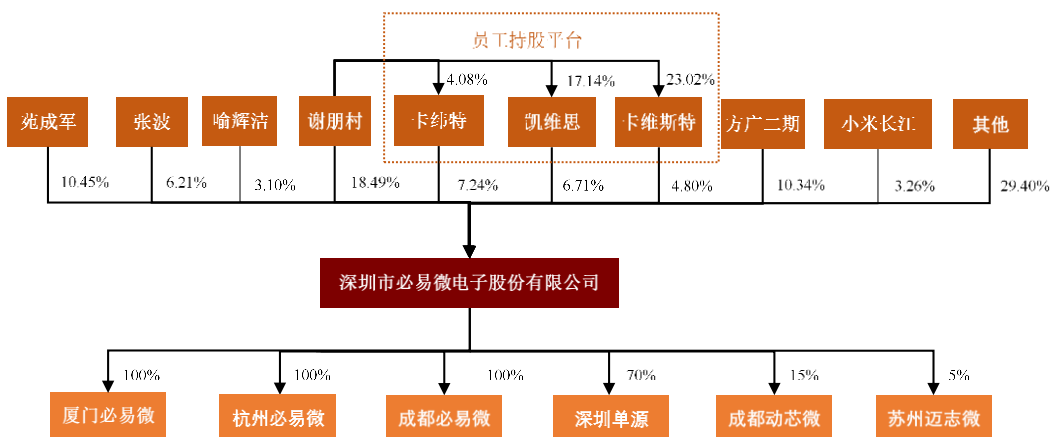 员工持股平台
4.08%
17.14%
23.02%
苑成军
张波
喻辉洁
谢朋村
卡纬特
凯维思
卡维斯特
方广二期
小米长江
其他
10.45%
6.21%
3.10%
18.49%
7.24%
6.71%
4.80%
10.34%
3.26%
29.40%
深圳市必易微电子股份有限公司
100%
100%
100%
70%
15%
5%
厦门必易微
杭州必易微
成都必易微
深圳单源
成都动芯微
苏州迈志微